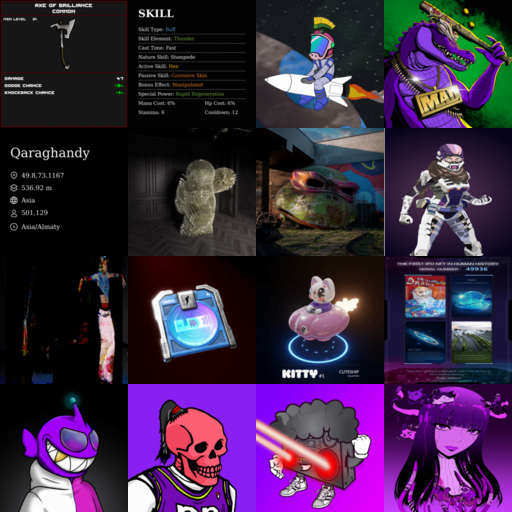 AXE OF BRILLIANCE
COMMON
ITEM LEVEL
DAMAGE 47
DODGE CHANCE
KNOCKBACK CHANCE
SKILL
Skill Type: Buff
Skill Element: Thunder
Cast Time: Fast
Nature Skill: Stampede
Active Skill: Hex
Passive Skill: Corrosive Skin
Bonus Effect: Manipulated
Special Power: Rapid Regeneration
Mana Cost: 6% Hp Cost: 6%
Stamina: 6 Cooldown: 12
MAD
Qaraghandy
49.8,73.1167
536.92 m
Asia
501,129
Asia/Almaty
KITTY #1
CUTESHIP
THE FIRST IPU NFT IN HUMAN HISTORY
SERIAL NUMBER : 49936